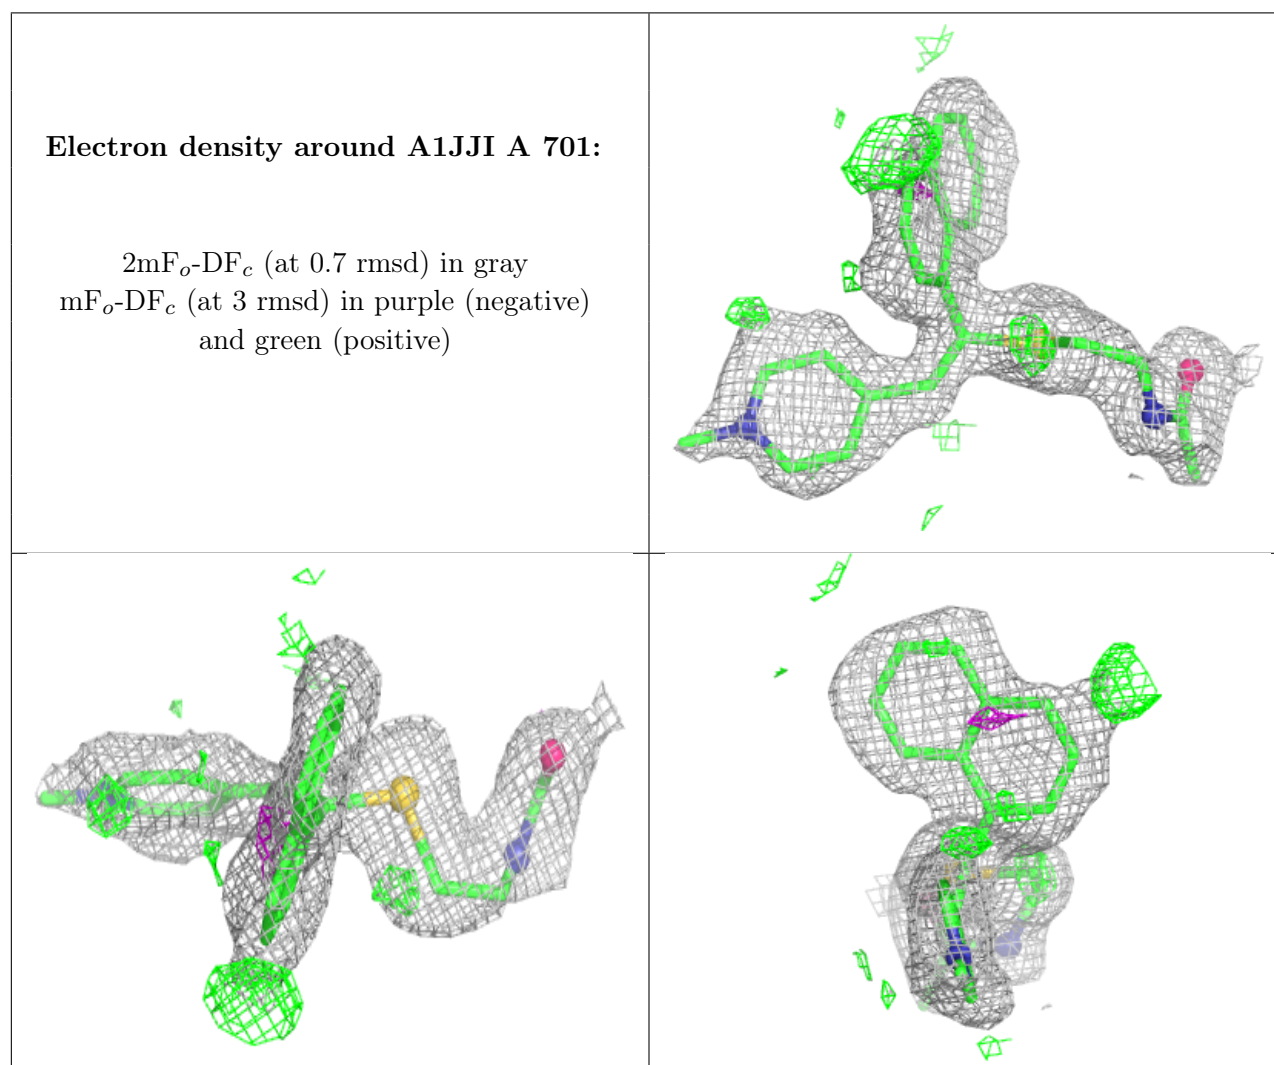 Electron density around A1JJI A 701:
2mFo-DFc (at 0.7 rmsd) in gray
mFo-DFc (at 3 rmsd) in purple (negative)
and green (positive)